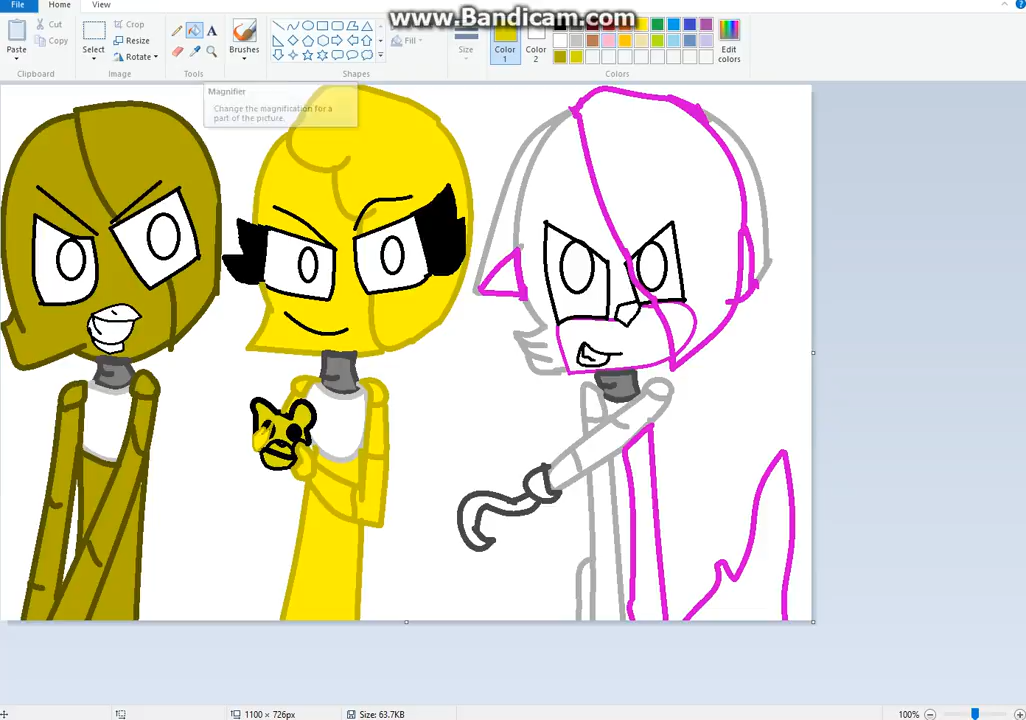 www.Bandicam.com
File Home View
Cut
Copy
Paste
Clipboard
Select
Crop
Resize
Rotate
Image
A
Tools
Brushes
Fill
Shapes
Size
Color 1
Color 2
Edit colors
Colors
Magnifier
Change the magnification for a
part of the picture.
1100 × 726px
Size: 63.7KB
100%